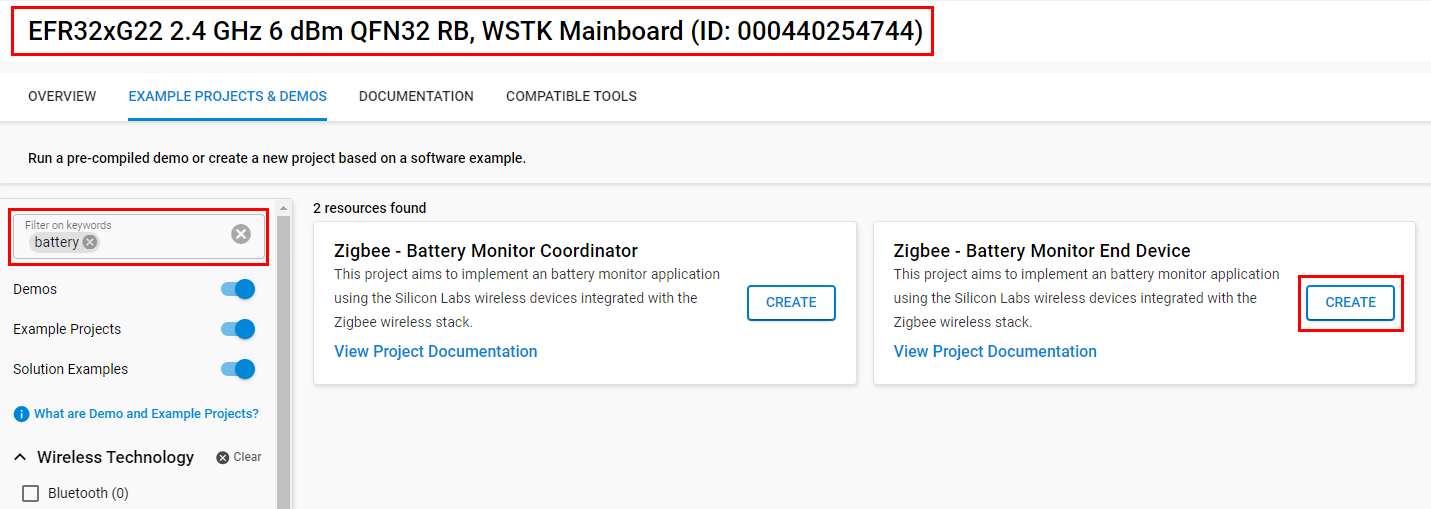 EFR32xG22 2.4 GHz 6 dBm QFN32 RB, WSTK Mainboard (ID: 000440254744)
OVERVIEW EXAMPLE PROJECTS & DEMOS DOCUMENTATION COMPATIBLE TOOLS
Run a pre-compiled demo or create a new project based on a software example.
Filter on keywords
battery
Demos
Example Projects
Solution Examples
What are Demo and Example Projects?
Wireless Technology Clear
Bluetooth (0)
2 resources found
Zigbee - Battery Monitor Coordinator
This project aims to implement an battery monitor application
using the Silicon Labs wireless devices integrated with the
Zigbee wireless stack.
View Project Documentation
CREATE
Zigbee - Battery Monitor End Device
This project aims to implement an battery monitor application
using the Silicon Labs wireless devices integrated with the
Zigbee wireless stack.
View Project Documentation
CREATE